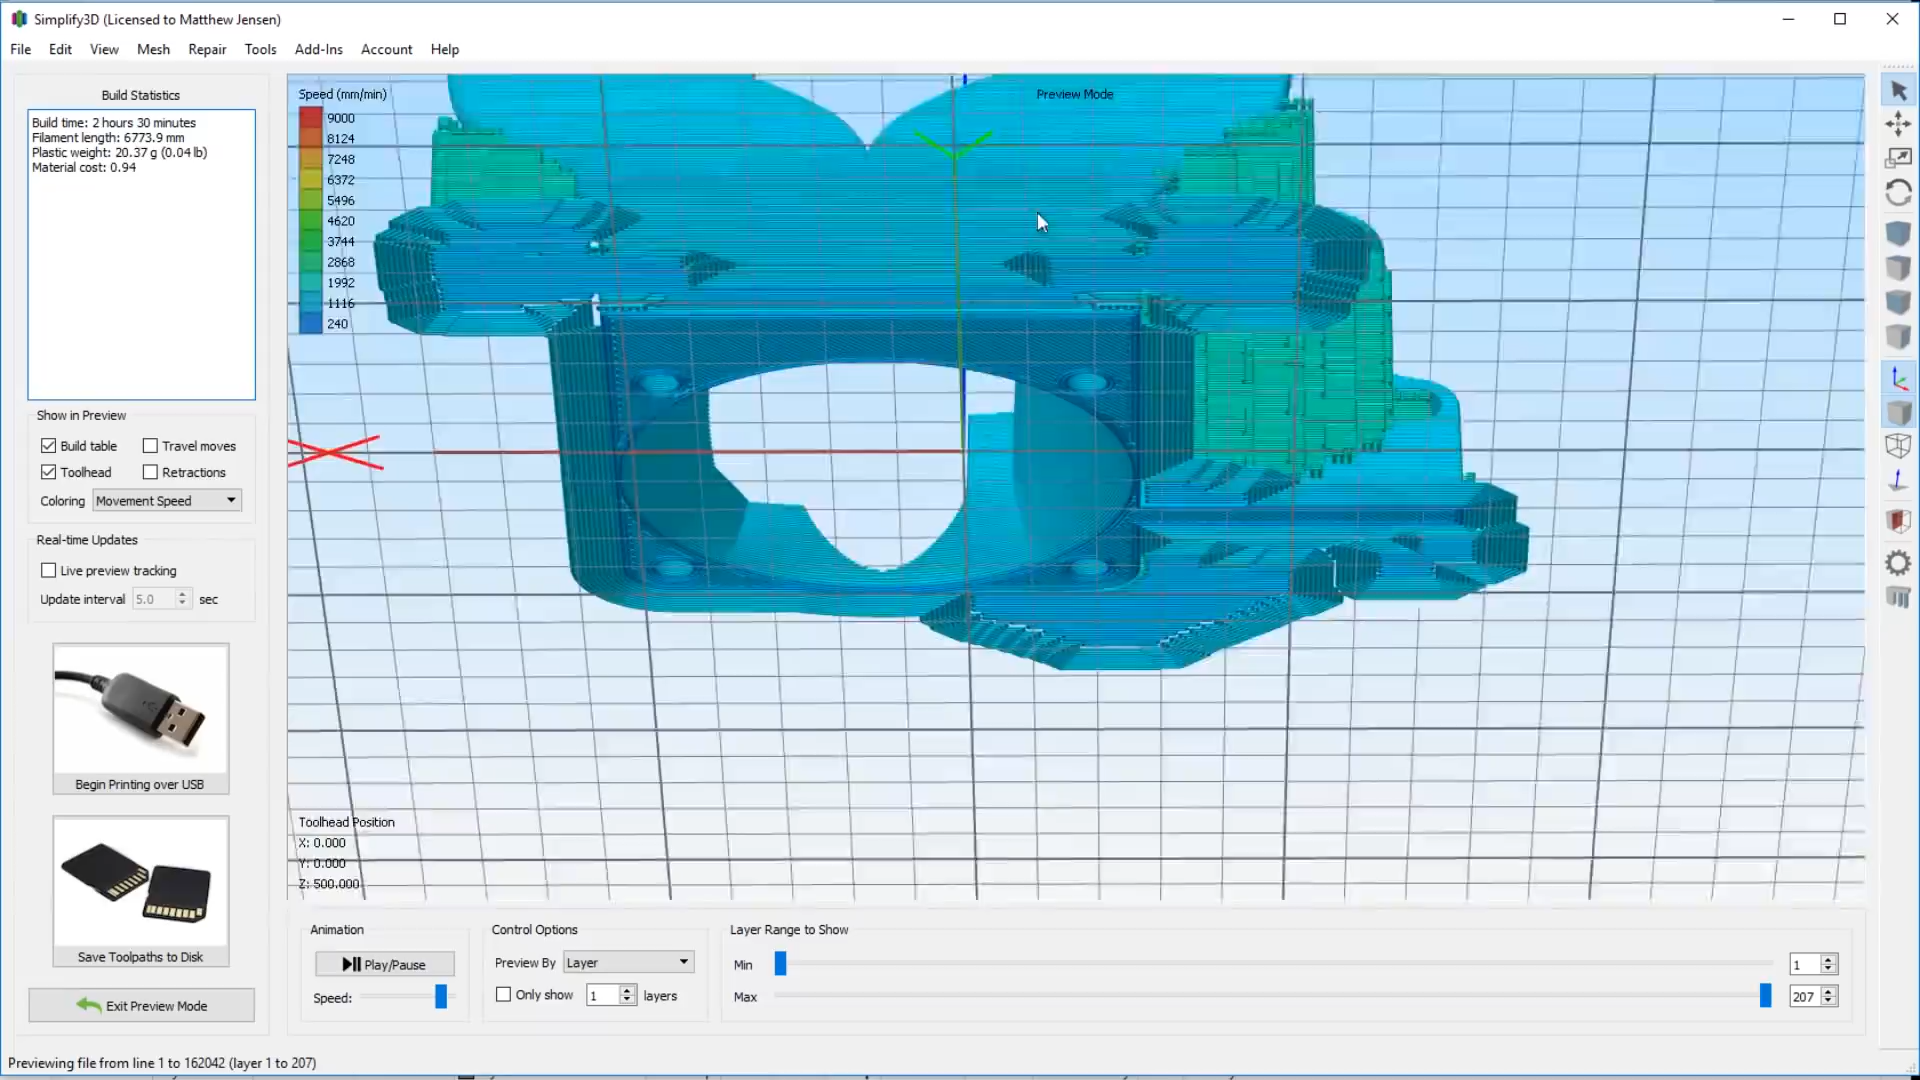 Simplify3D (Licensed to Matthew Jensen)
File Edit View Mesh Repair Tools Add-Ins Account Help
Build Statistics
Build time: 2 hours 30 minutes
Filament length: 6773.9 mm
Plastic weight: 20.37 g (0.04 lb)
Material cost: 0.94
Show in Preview
Build table Travel moves
Toolhead Retractions
Coloring Movement Speed
Real-time Updates
Live preview tracking
Update interval 5.0 sec
Begin Printing over USB
Save Toolpaths to Disk
Exit Preview Mode
Speed (mm/min)
9000
8124
7248
6372
5496
4620
3744
2868
1992
1116
240
Preview Mode
Toolhead Position
X: 0.000
Y: 0.000
Z: 500.000
Animation
Play/Pause
Speed:
Control Options
Preview By Layer
Only show 1 layers
Layer Range to Show
Min 1
Max 207
Previewing file from line 1 to 162042 (layer 1 to 207)